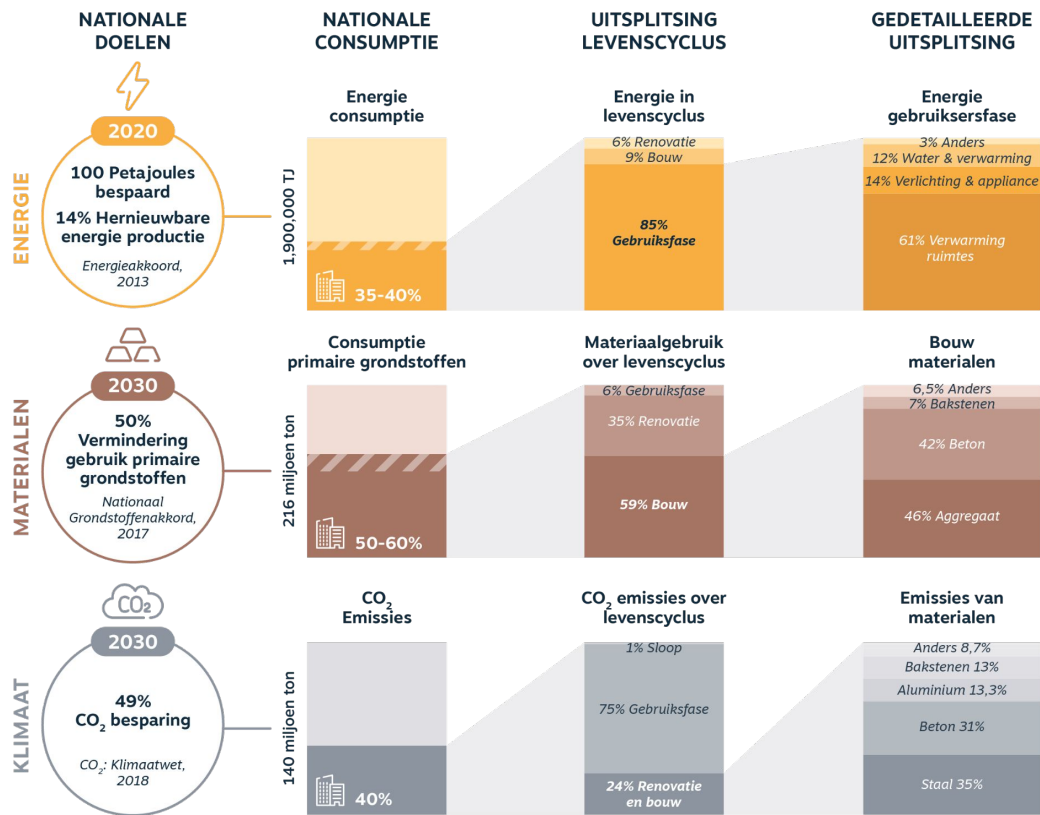 NATIONALE
DOELEN
NATIONALE
CONSUMPTIE
UITSPLITSING
LEVENSCYCLUS
GEDETAILLEERDE
UITSPLITSING
ENERGIE
2020
100 Petajoules
bespaard
14% Hernieuwbare
energie productie
Energieakkoord,
2013
Energie
consumptie
1,900,000 TJ
35-40%
Energie in
levenscyclus
6% Renovatie
9% Bouw
85%
Gebruiksfase
Energie
gebruiksersfase
3% Anders
12% Water & verwarming
14% Verlichting & appliance
61% Verwarming
ruimtes
MATERIALEN
2030
50%
Vermindering
gebruik primaire
grondstoffen
Nationaal
Grondstoffenakkord,
2017
Consumptie
primaire grondstoffen
216 miljoen ton
50-60%
Materiaalgebruik
over levenscyclus
6% Gebruiksfase
35% Renovatie
59% Bouw
Bouw
materialen
6,5% Anders
7% Bakstenen
42% Beton
46% Aggregaat
KLIMAAT
CO₂
2030
49%
CO₂ besparing
CO₂: Klimaatwet,
2018
CO₂
Emissies
140 miljoen ton
40%
CO₂ emissies over
levenscyclus
1% Sloop
75% Gebruiksfase
24% Renovatie
en bouw
Emissies van
materialen
Anders 8,7%
Bakstenen 13%
Aluminium 13,3%
Beton 31%
Staal 35%